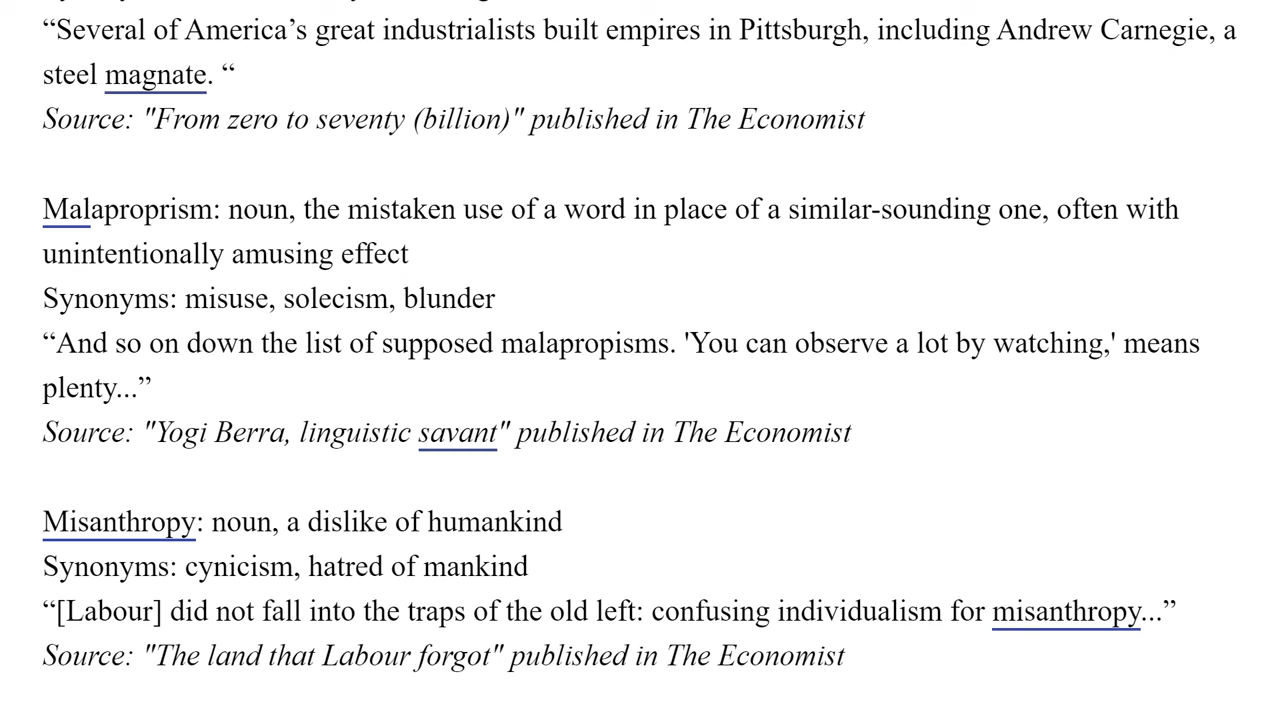 “Several of America’s great industrialists built empires in Pittsburgh, including Andrew Carnegie, a
steel magnate. “
Source: "From zero to seventy (billion)" published in The Economist
Malaproprism: noun, the mistaken use of a word in place of a similar-sounding one, often with
unintentionally amusing effect
Synonyms: misuse, solecism, blunder
“And so on down the list of supposed malapropisms. 'You can observe a lot by watching,' means
plenty...”
Source: "Yogi Berra, linguistic savant" published in The Economist
Misanthropy: noun, a dislike of humankind
Synonyms: cynicism, hatred of mankind
“[Labour] did not fall into the traps of the old left: confusing individualism for misanthropy...”
Source: "The land that Labour forgot" published in The Economist